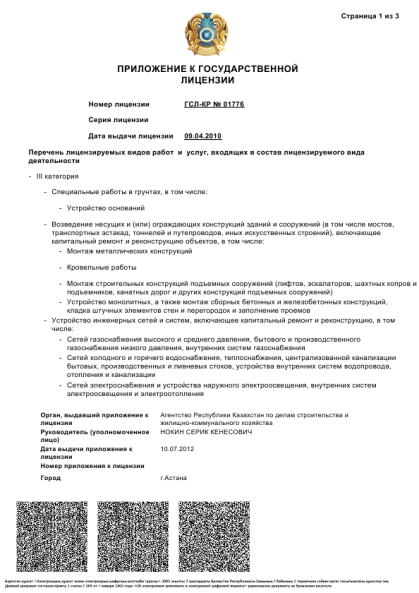 Страница 1 из 3
ПРИЛОЖЕНИЕ К ГОСУДАРСТВЕННОЙ
ЛИЦЕНЗИИ
Номер лицензии ГСЛ-КР № 01776
Серия лицензии
Дата выдачи лицензии 09.04.2010
Перечень лицензируемых видов работ и услуг, входящих в состав лицензируемого вида
деятельности
- III категория
- Специальные работы в грунтах, в том числе:
- Устройство оснований
- Возведение несущих и (или) ограждающих конструкций зданий и сооружений (в том числе мостов,
транспортных эстакад, тоннелей и путепроводов, иных искусственных строений), включающее
капитальный ремонт и реконструкцию объектов, в том числе:
- Монтаж металлических конструкций
- Кровельные работы
- Монтаж строительных конструкций подъемных сооружений (лифтов, эскалаторов, шахтных копров и
подъемников, канатных дорог и других конструкций подъемных сооружений)
- Устройство монолитных, а также монтаж сборных бетонных и железобетонных конструкций,
кладка штучных элементов стен и перегородок и заполнение проемов
- Устройство инженерных сетей и систем, включающее капитальный ремонт и реконструкцию, в том
числе:
- Сетей газоснабжения высокого и среднего давления, бытового и производственного
газоснабжения низкого давления, внутренних систем газоснабжения
- Сетей холодного и горячего водоснабжения, теплоснабжения, централизованной канализации
бытовых, производственных и ливневых стоков, устройства внутренних систем водопровода,
отопления и канализации
- Сетей электроснабжения и устройства наружного электроосвещения, внутренних систем
электроосвещения и электроотопления
Орган, выдавший приложение к Агентство Республики Казахстан по делам строительства и
лицензии жилищно-коммунального хозяйства
Руководитель (уполномоченное НОКИН СЕРИК КЕНЕСОВИЧ
лицо)
Дата выдачи приложения к 10.07.2012
лицензии
Номер приложения к лицензии
Город г.Астана